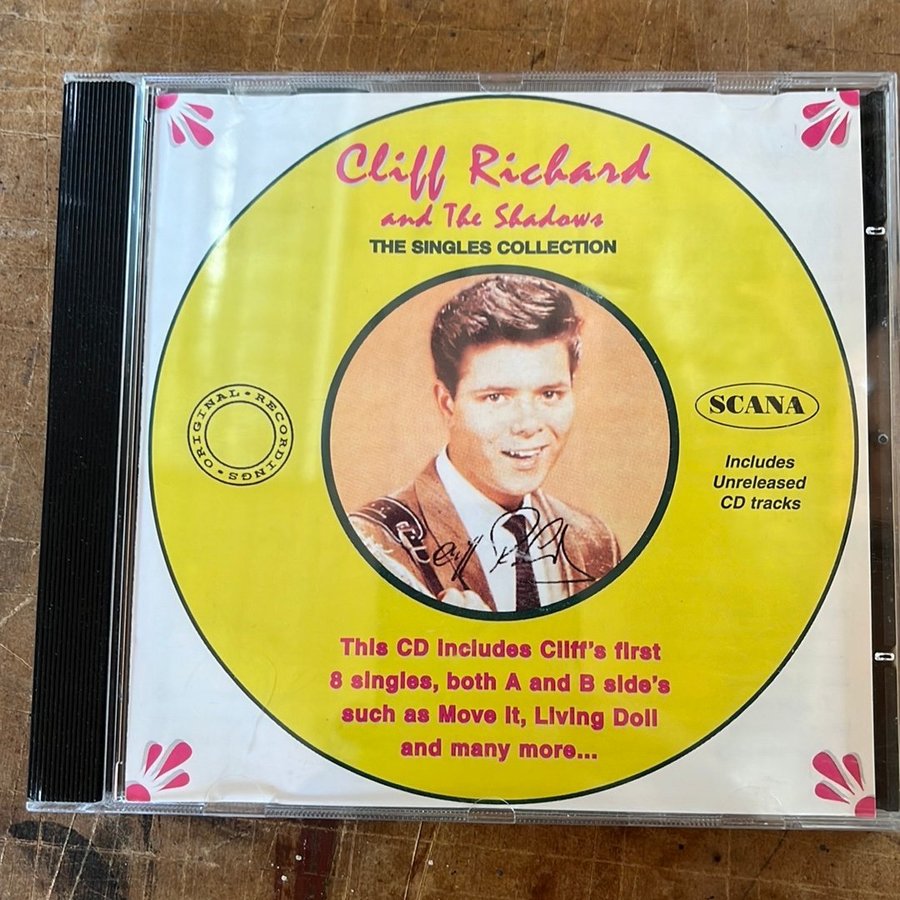 Cliff Richard
and The Shadows
THE SINGLES COLLECTION
ORIGINAL • RECORDINGS •
SCANA
Includes
Unreleased
CD tracks
This CD includes Cliff's first
8 singles, both A and B side's
such as Move It, Living Doll
and many more...